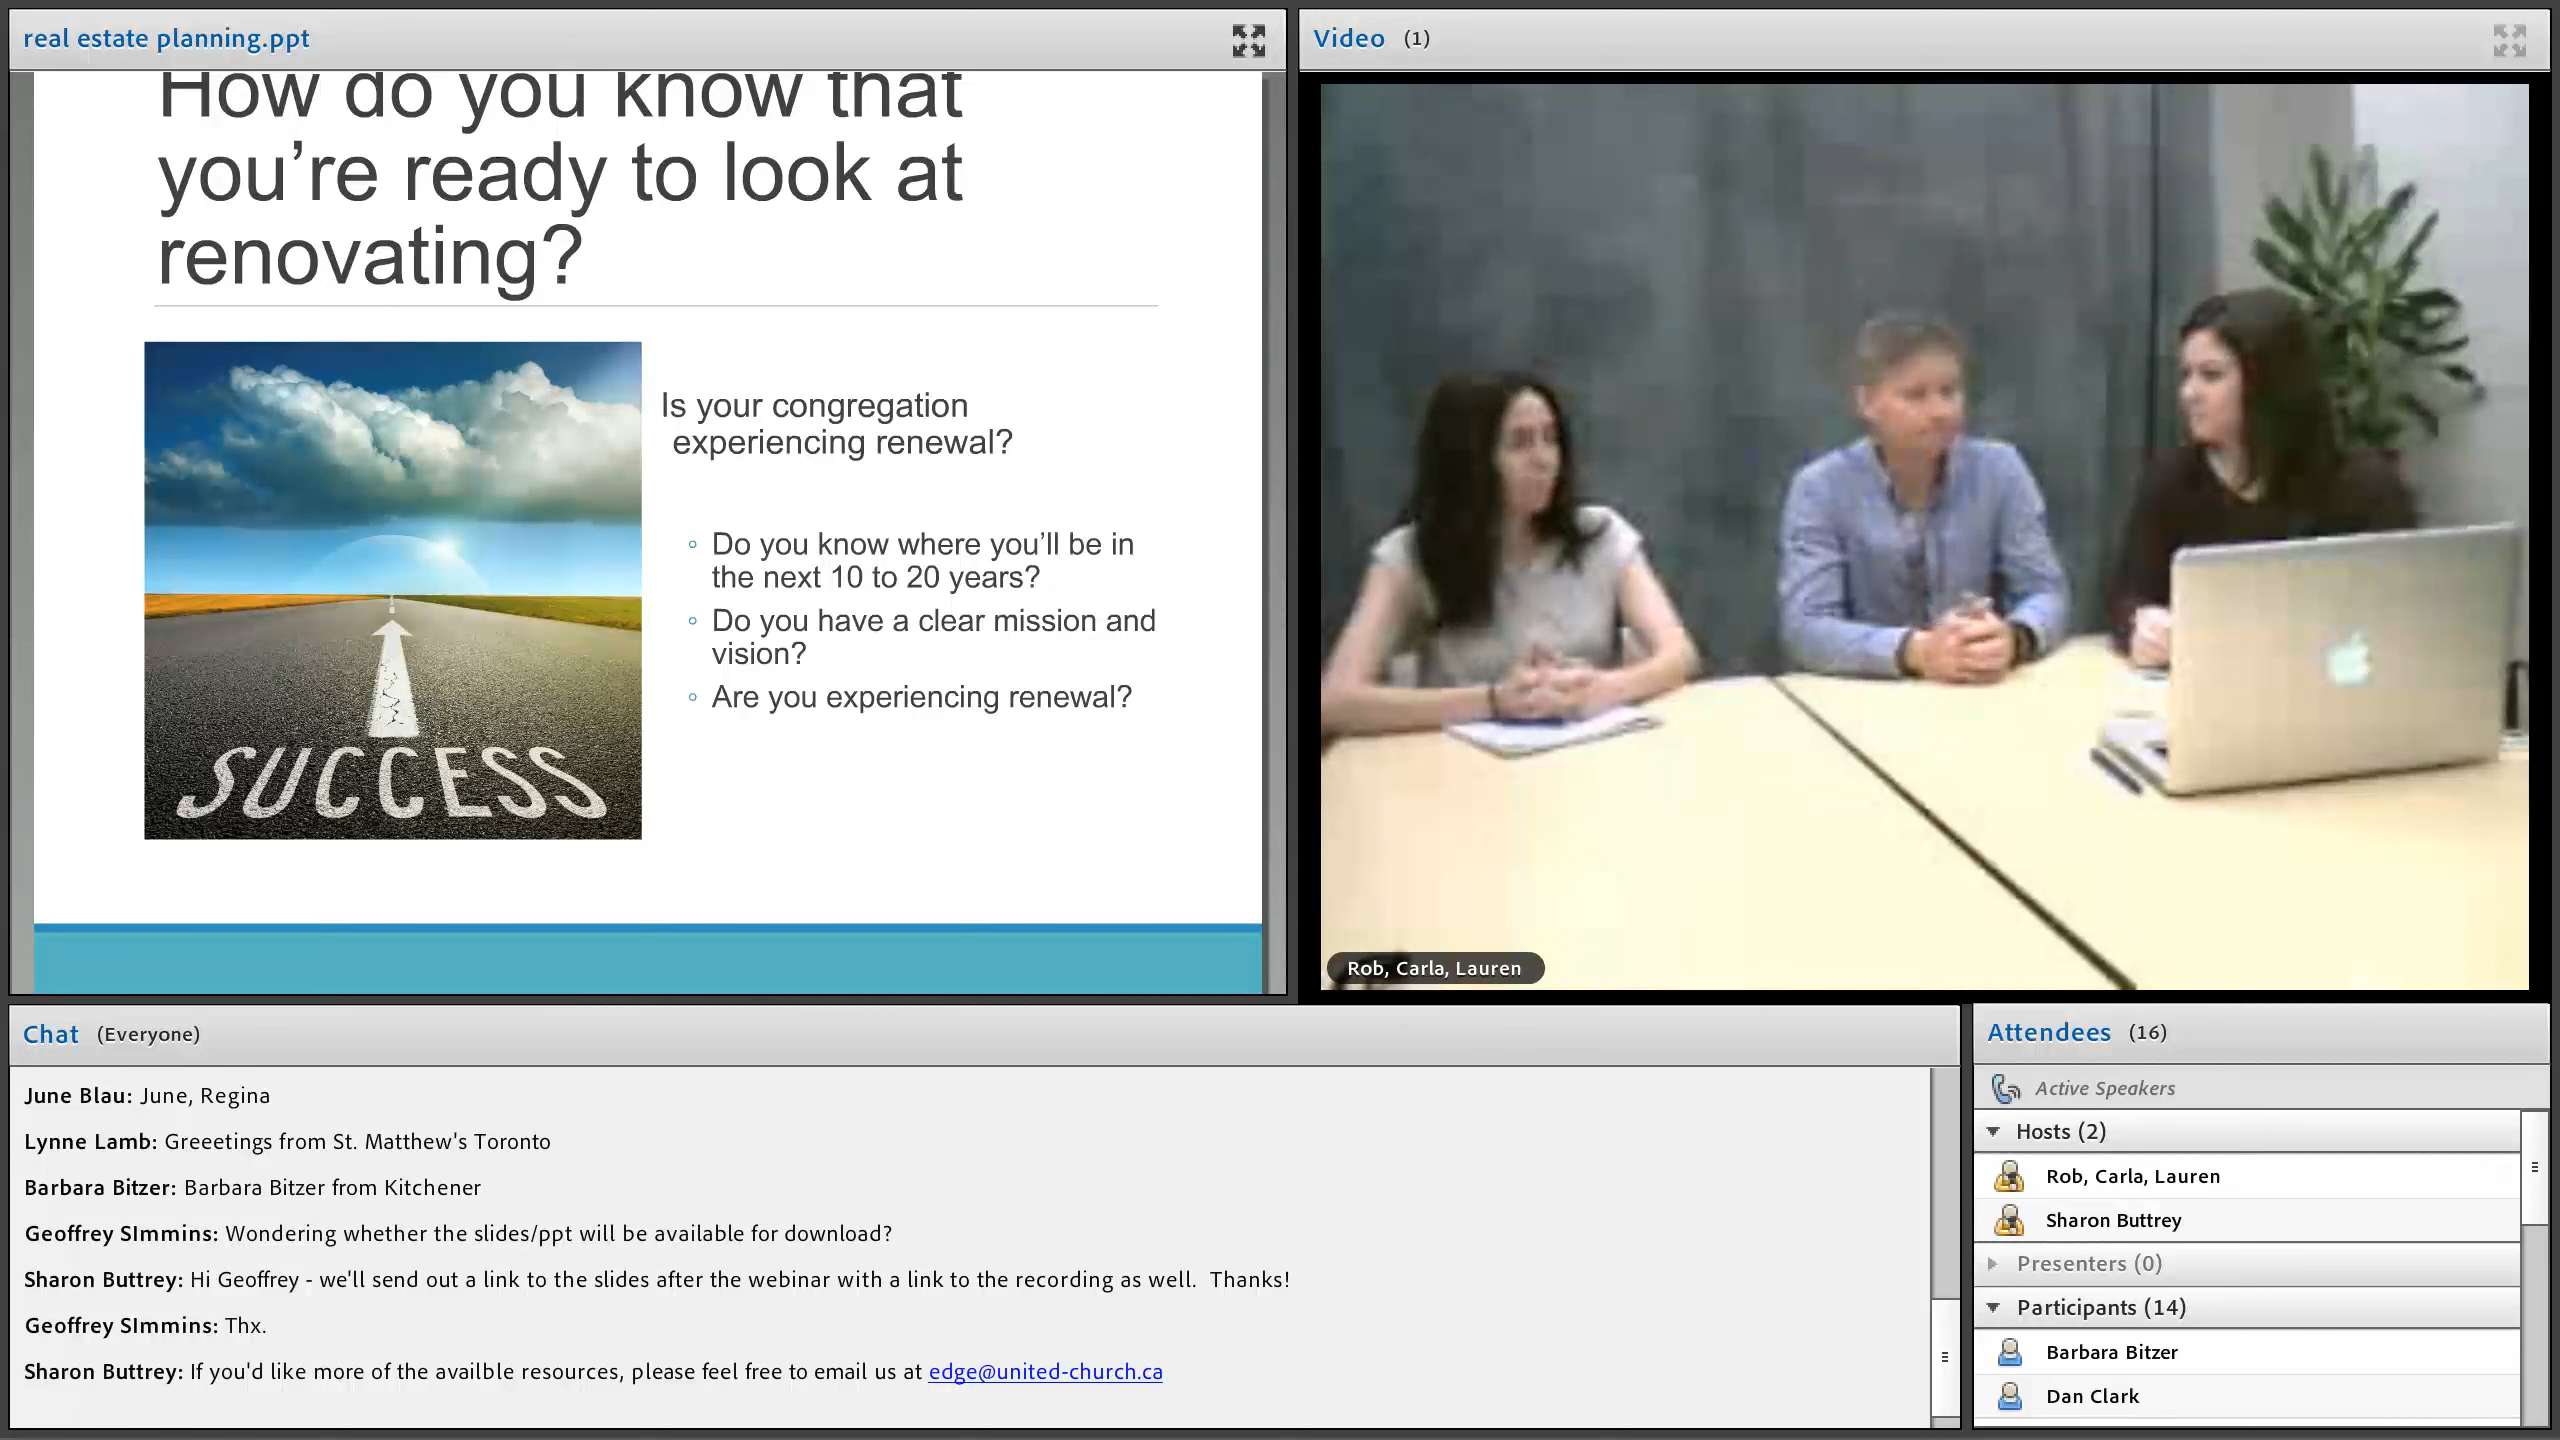 real estate planning.ppt
How do you know that
you’re ready to look at
renovating?
Is your congregation
experiencing renewal?
◦ Do you know where you’ll be in
the next 10 to 20 years?
◦ Do you have a clear mission and
vision?
◦ Are you experiencing renewal?
SUCCESS
Video (1)
Rob, Carla, Lauren
Chat (Everyone)
June Blau: June, Regina
Lynne Lamb: Greeetings from St. Matthew's Toronto
Barbara Bitzer: Barbara Bitzer from Kitchener
Geoffrey SImmins: Wondering whether the slides/ppt will be available for download?
Sharon Buttrey: Hi Geoffrey - we'll send out a link to the slides after the webinar with a link to the recording as well.  Thanks!
Geoffrey SImmins: Thx.
Sharon Buttrey: If you'd like more of the availble resources, please feel free to email us at edge@united-church.ca
Attendees (16)
Active Speakers
Hosts (2)
Rob, Carla, Lauren
Sharon Buttrey
Presenters (0)
Participants (14)
Barbara Bitzer
Dan Clark